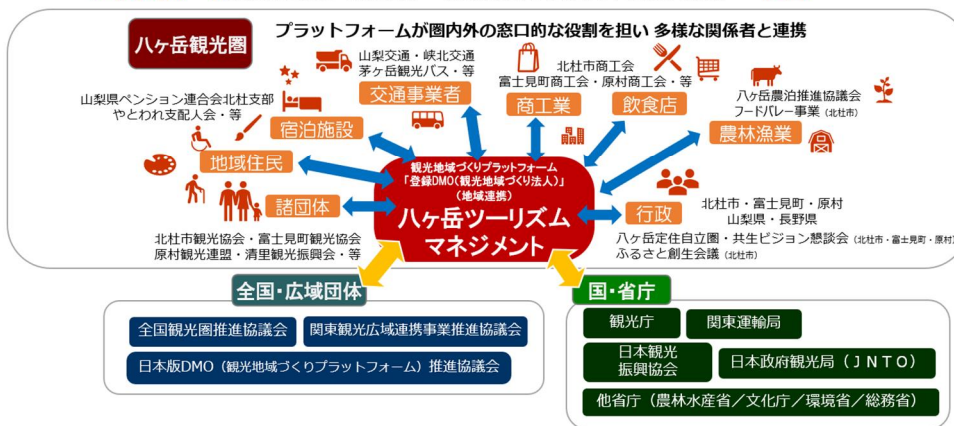 八ヶ岳観光圏
プラットフォームが圏内外の窓口的な役割を担い 多様な関係者と連携
山梨交通・峡北交通
茅ヶ岳観光バス・等
交通事業者
北杜市商工会
富士見町商工会・原村商工会・等
商工業
飲食店
八ヶ岳農泊推進協議会
フードバレー事業（北杜市）
農林漁業
山梨県ペンション連合会北杜支部
やとわれ支配人会・等
宿泊施設
地域住民
諸団体
北杜市観光協会・富士見町観光協会
原村観光連盟・清里観光振興会・等
観光地域づくりプラットフォーム
「登録DMO(観光地域づくり法人)」
(地域連携)
八ヶ岳ツーリズム
マネジメント
行政
北杜市・富士見町・原村
山梨県・長野県
八ヶ岳定住自立圏・共生ビジョン懇談会（北杜市・富士見町・原村）
ふるさと創生会議（北杜市）
全国・広域団体
全国観光圏推進協議会
関東観光広域連携事業推進協議会
日本版DMO（観光地域づくりプラットフォーム）推進協議会
国・省庁
観光庁
関東運輸局
日本観光
振興協会
日本政府観光局（ＪＮＴＯ）
他省庁（農林水産省／文化庁／環境省／総務省）